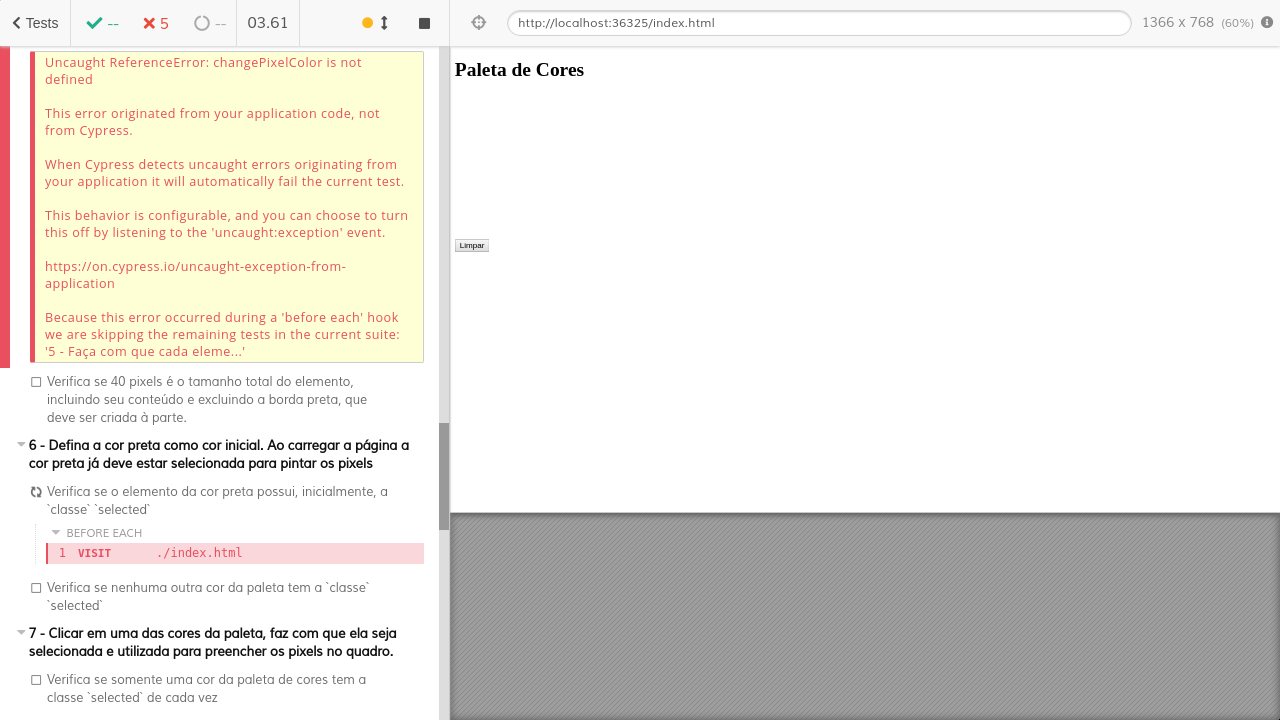 Tests
--
5
--
03.61
http://localhost:36325/index.html
1366 x 768 (60%)
Uncaught ReferenceError: changePixelColor is not
defined
This error originated from your application code, not
from Cypress.
When Cypress detects uncaught errors originating from
your application it will automatically fail the current test.
This behavior is configurable, and you can choose to turn
this off by listening to the 'uncaught:exception' event.
https://on.cypress.io/uncaught-exception-from-
application
Because this error occurred during a 'before each' hook
we are skipping the remaining tests in the current suite:
'5 - Faça com que cada eleme...'
Verifica se 40 pixels é o tamanho total do elemento,
incluindo seu conteúdo e excluindo a borda preta, que
deve ser criada à parte.
6 - Defina a cor preta como cor inicial. Ao carregar a página a
cor preta já deve estar selecionada para pintar os pixels
Verifica se o elemento da cor preta possui, inicialmente, a
`classe` `selected`
BEFORE EACH
1 VISIT ./index.html
Verifica se nenhuma outra cor da paleta tem a `classe`
`selected`
7 - Clicar em uma das cores da paleta, faz com que ela seja
selecionada e utilizada para preencher os pixels no quadro.
Verifica se somente uma cor da paleta de cores tem a
classe `selected` de cada vez
Paleta de Cores
Limpar